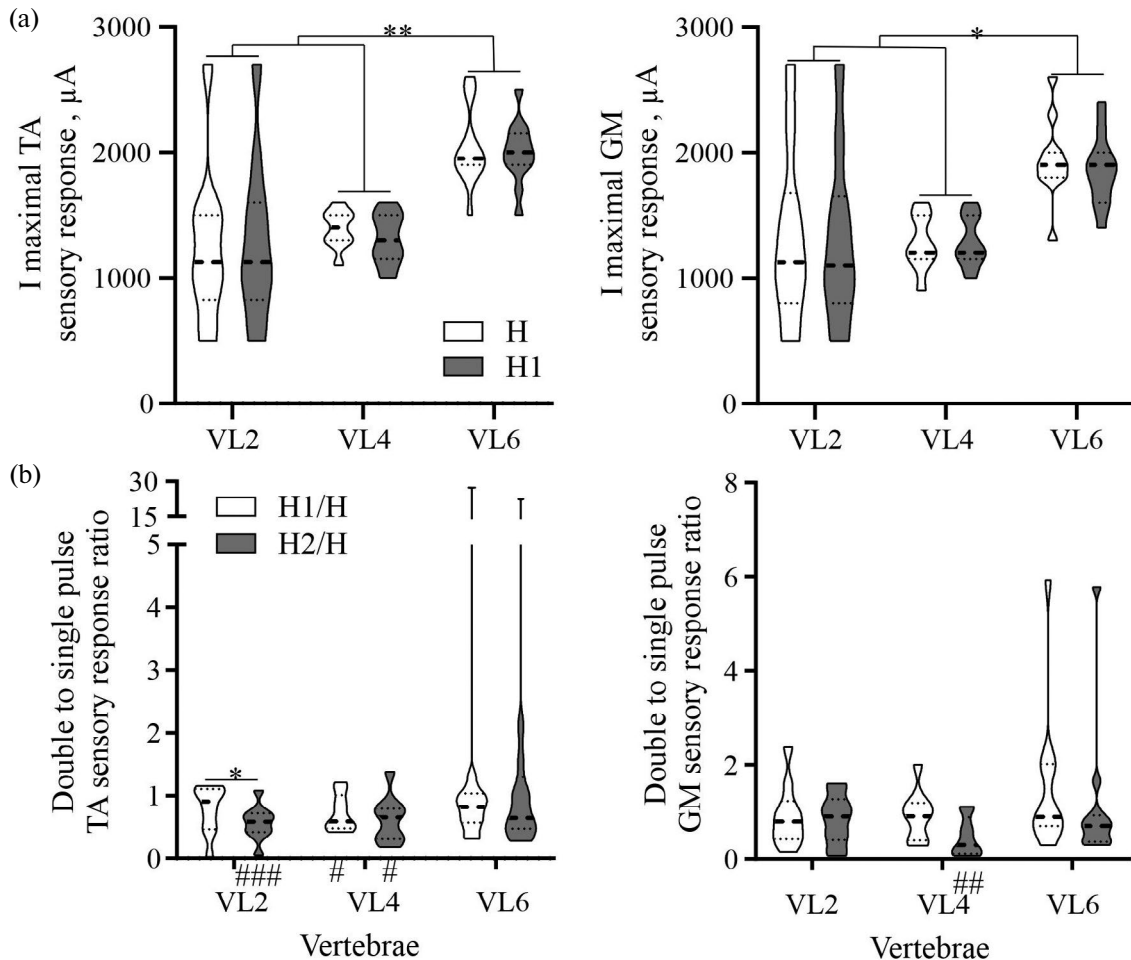 (a)
I maximal TA
sensory response , µA
3000
2000
1000
0
**
H
H1
VL2 VL4 VL6
I maximal GM
sensory response , µA
3000
2000
1000
0
*
VL2 VL4 VL6
(b)
Double to single pulse
TA sensory response ratio
30
15
5
4
3
2
1
0
H1/H
H2/H
*
### # #
VL2 VL4 VL6
Vertebrae
Double to single pulse
GM sensory response ratio
8
6
4
2
0
##
VL2 VL4 VL6
Vertebrae